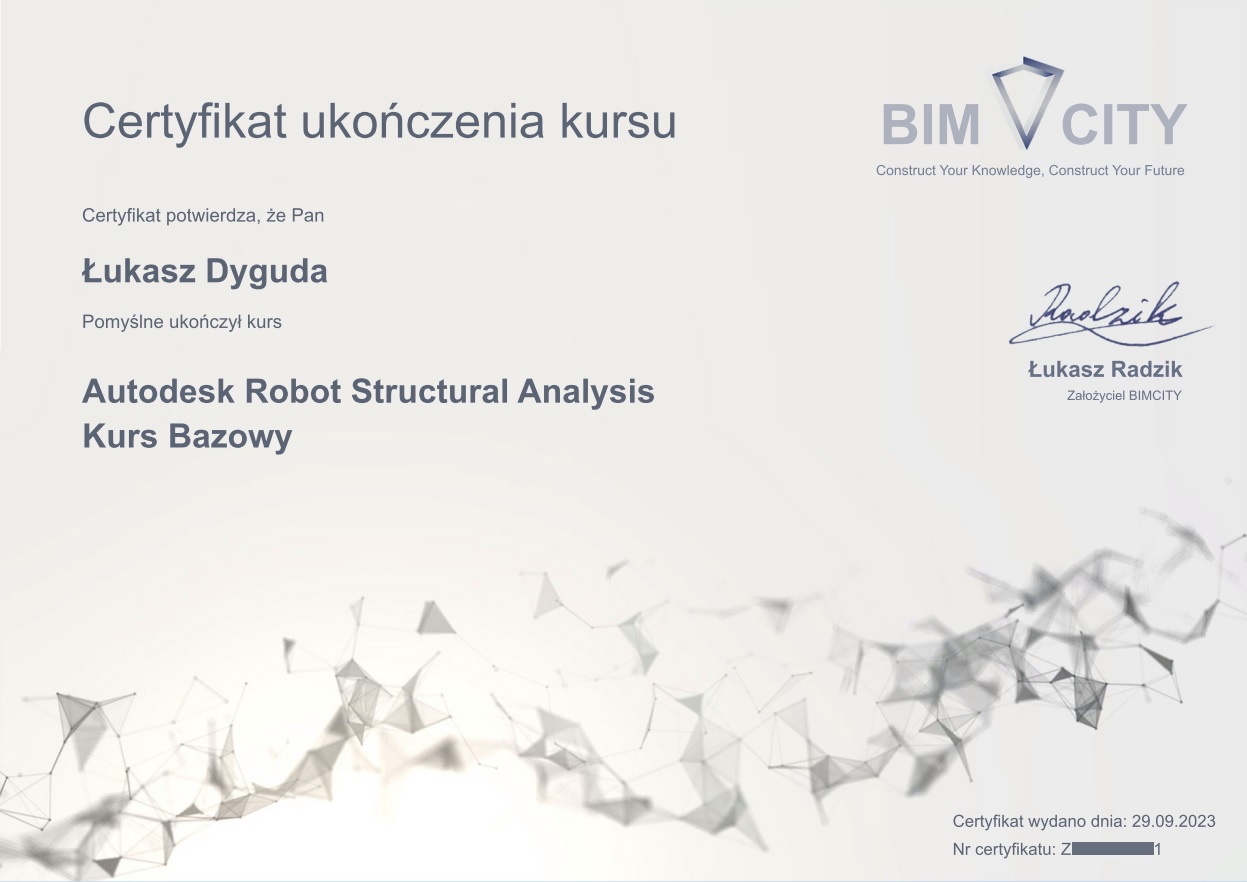 Certyfikat ukończenia kursu
BIM CITY
Construct Your Knowledge, Construct Your Future
Certyfikat potwierdza, że Pan
Łukasz Dyguda
Pomyślne ukończył kurs
Autodesk Robot Structural Analysis
Kurs Bazowy
Radzik
Łukasz Radzik
Założyciel BIMCITY
Certyfikat wydano dnia: 29.09.2023
Nr certyfikatu: Z 1